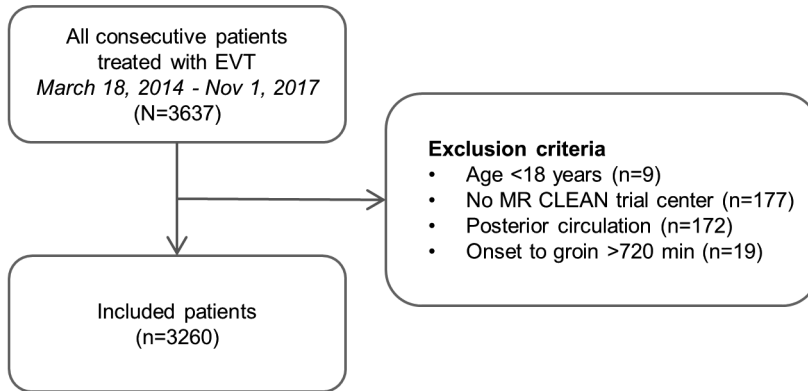 All consecutive patients
treated with EVT
March 18, 2014 - Nov 1, 2017
(N=3637)
Exclusion criteria
• Age <18 years (n=9)
• No MR CLEAN trial center (n=177)
• Posterior circulation (n=172)
• Onset to groin >720 min (n=19)
Included patients
(n=3260)